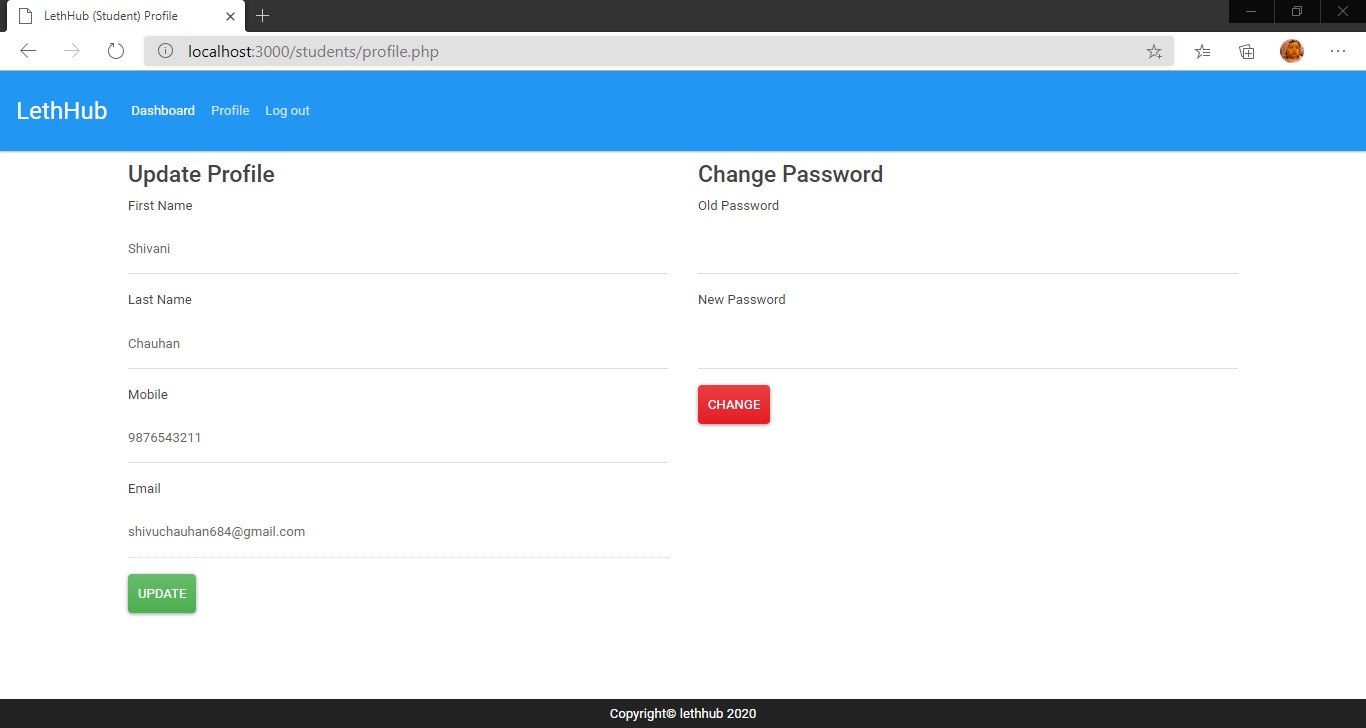 LethHub (Student) Profile
localhost:3000/students/profile.php
LethHub Dashboard Profile Log out
Update Profile
First Name
Shivani
Last Name
Chauhan
Mobile
9876543211
Email
shivuchauhan684@gmail.com
UPDATE
Change Password
Old Password
New Password
CHANGE
Copyright© lethhub 2020